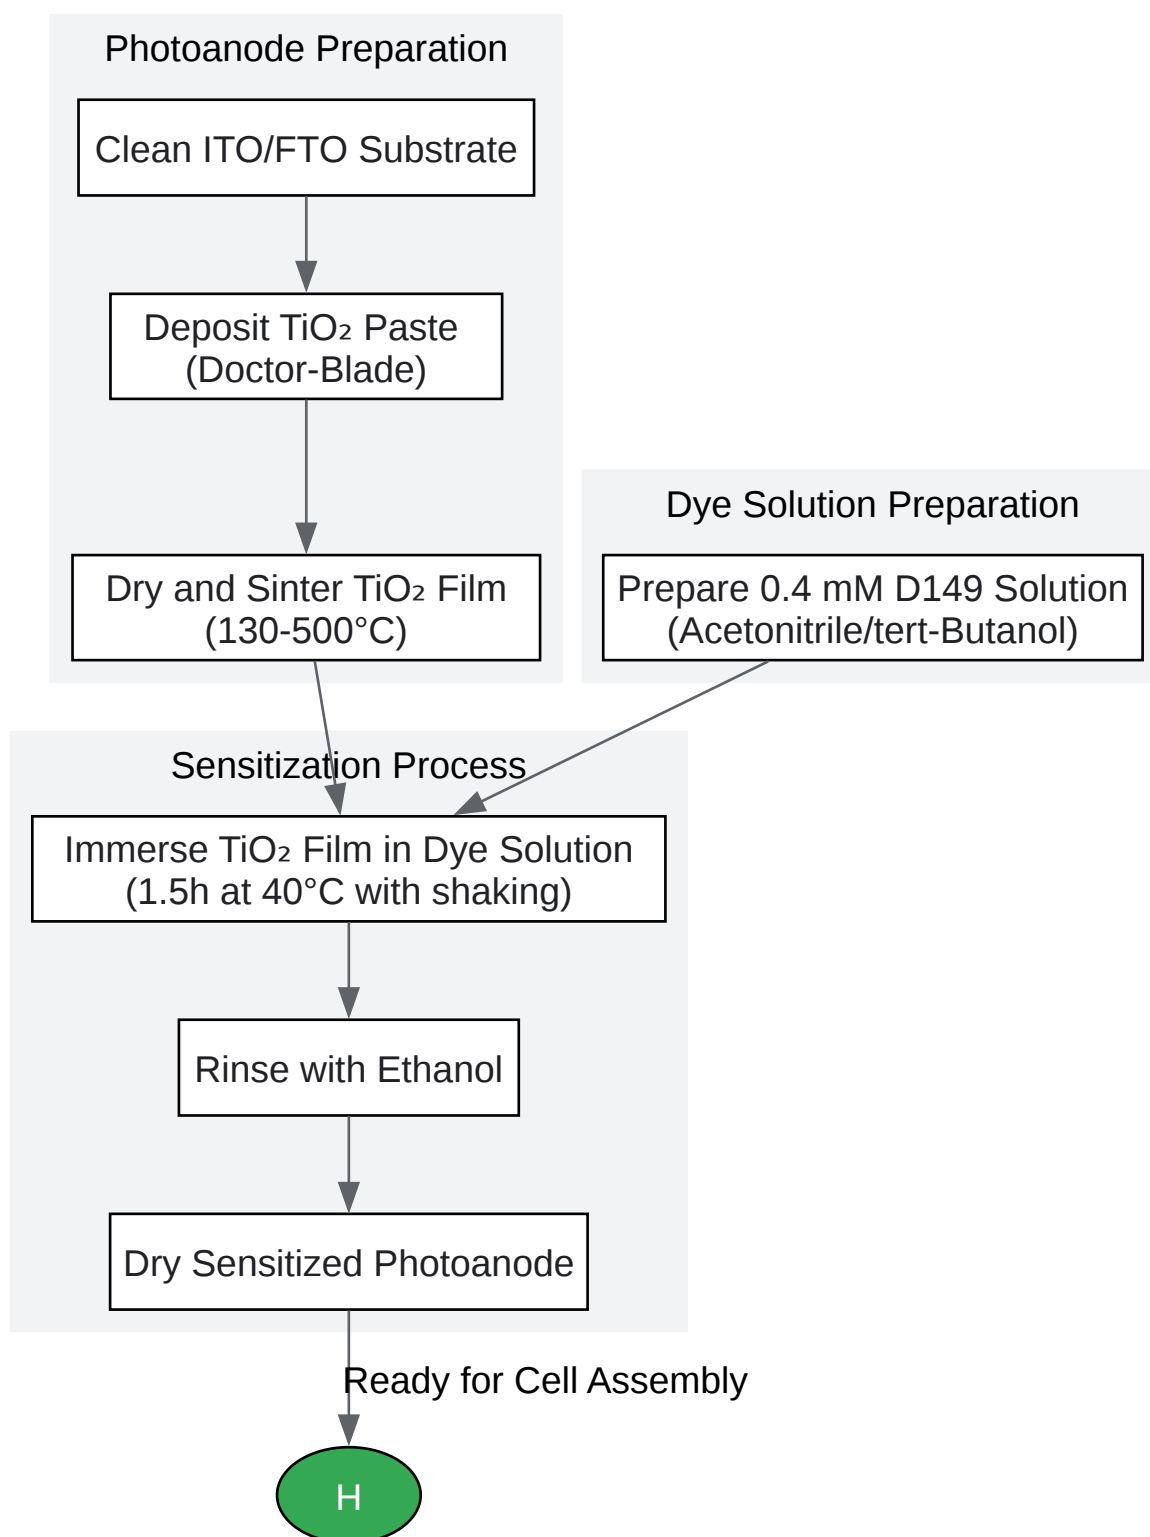 Photoanode Preparation
Clean ITO/FTO Substrate
Deposit TiO₂ Paste
(Doctor-Blade)
Dry and Sinter TiO₂ Film
(130-500°C)
Dye Solution Preparation
Prepare 0.4 mM D149 Solution
(Acetonitrile/tert-Butanol)
Sensitization Process
Immerse TiO₂ Film in Dye Solution
(1.5h at 40°C with shaking)
Rinse with Ethanol
Dry Sensitized Photoanode
Ready for Cell Assembly
H